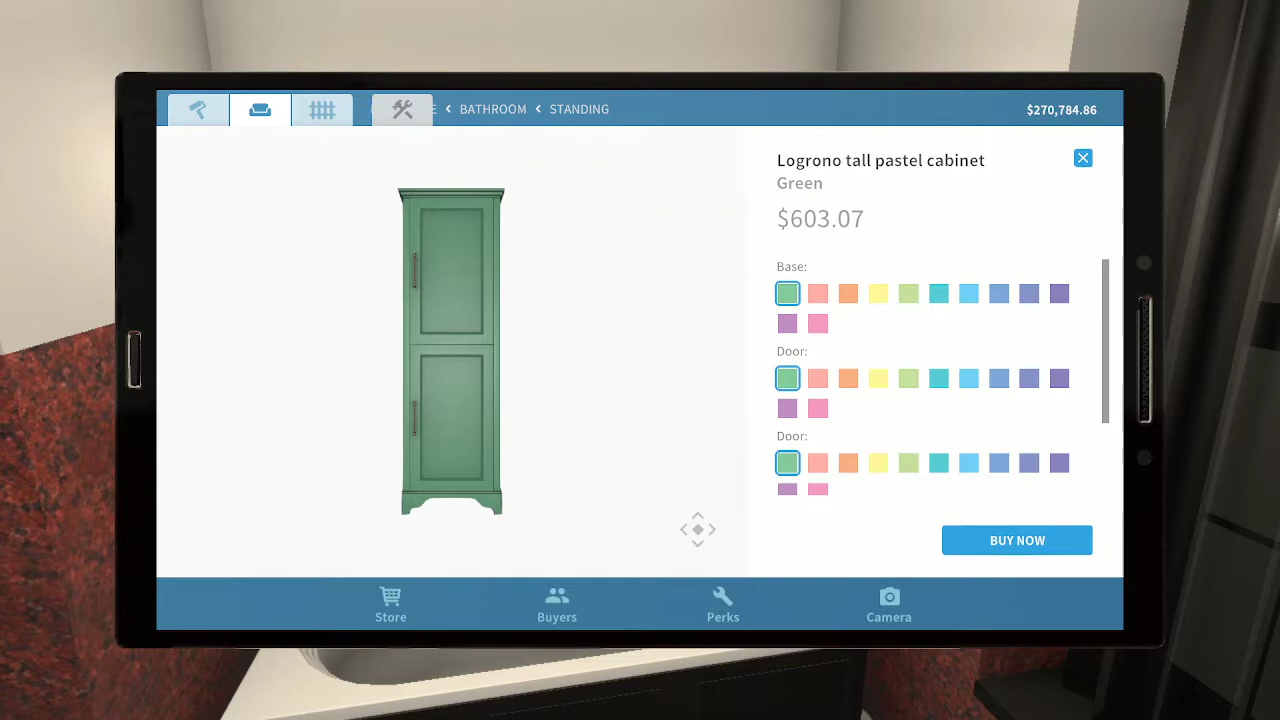 E < BATHROOM < STANDING
$270,784.86
Logrono tall pastel cabinet
Green
$603.07
Base:
Door:
Door:
BUY NOW
Store
Buyers
Perks
Camera